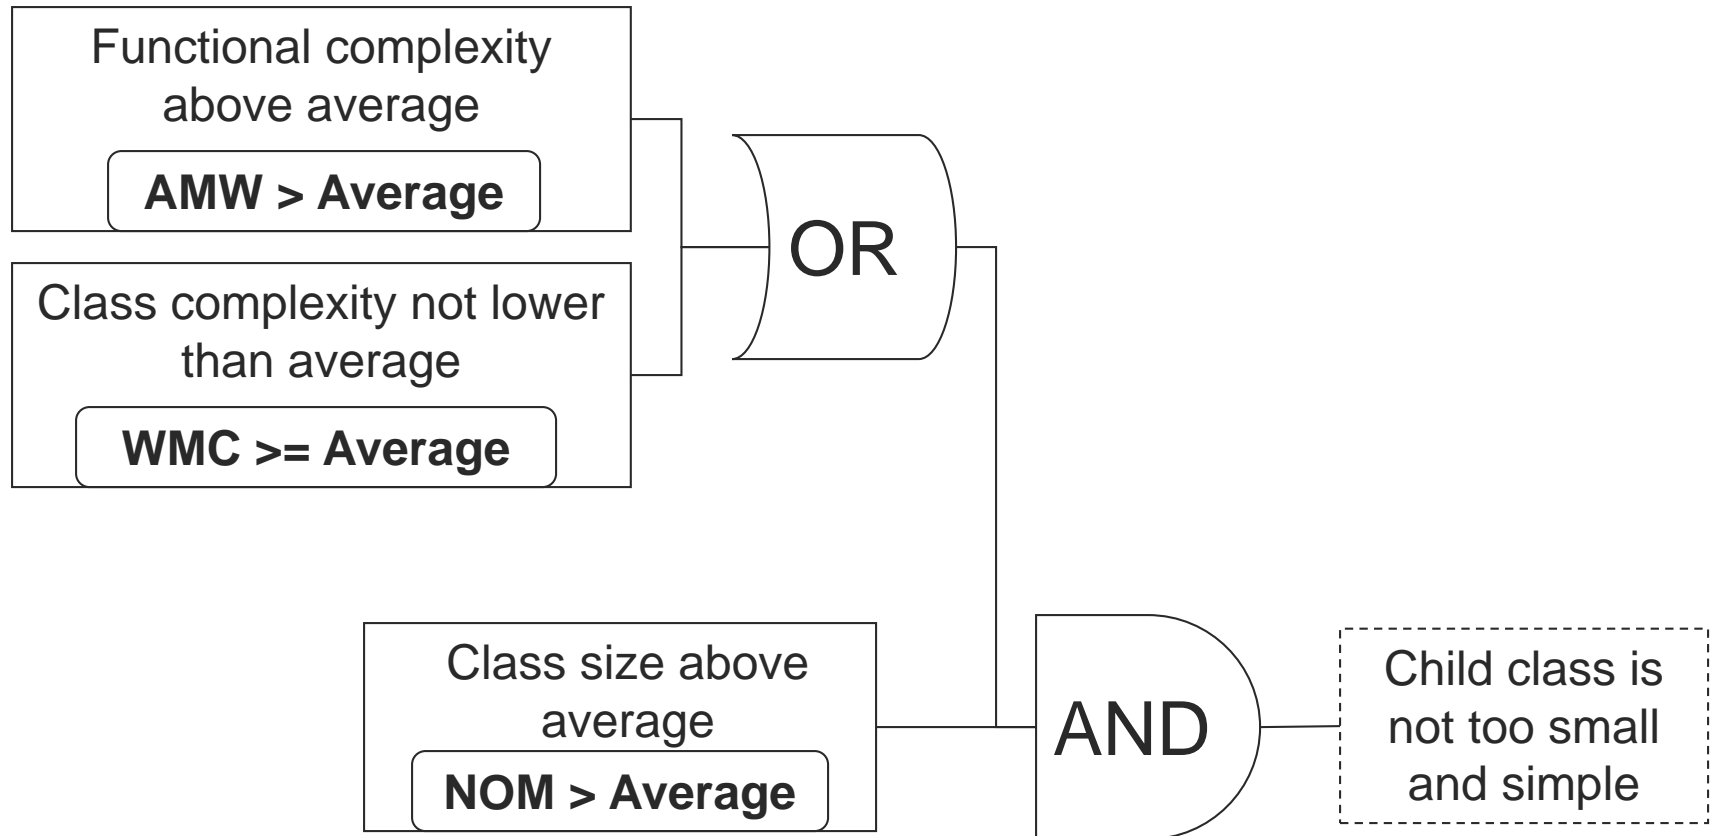 Functional complexity
above average
AMW > Average
OR
Class complexity not lower
than average
WMC >= Average
Class size above
average
NOM > Average
AND
Child class is
not too small
and simple